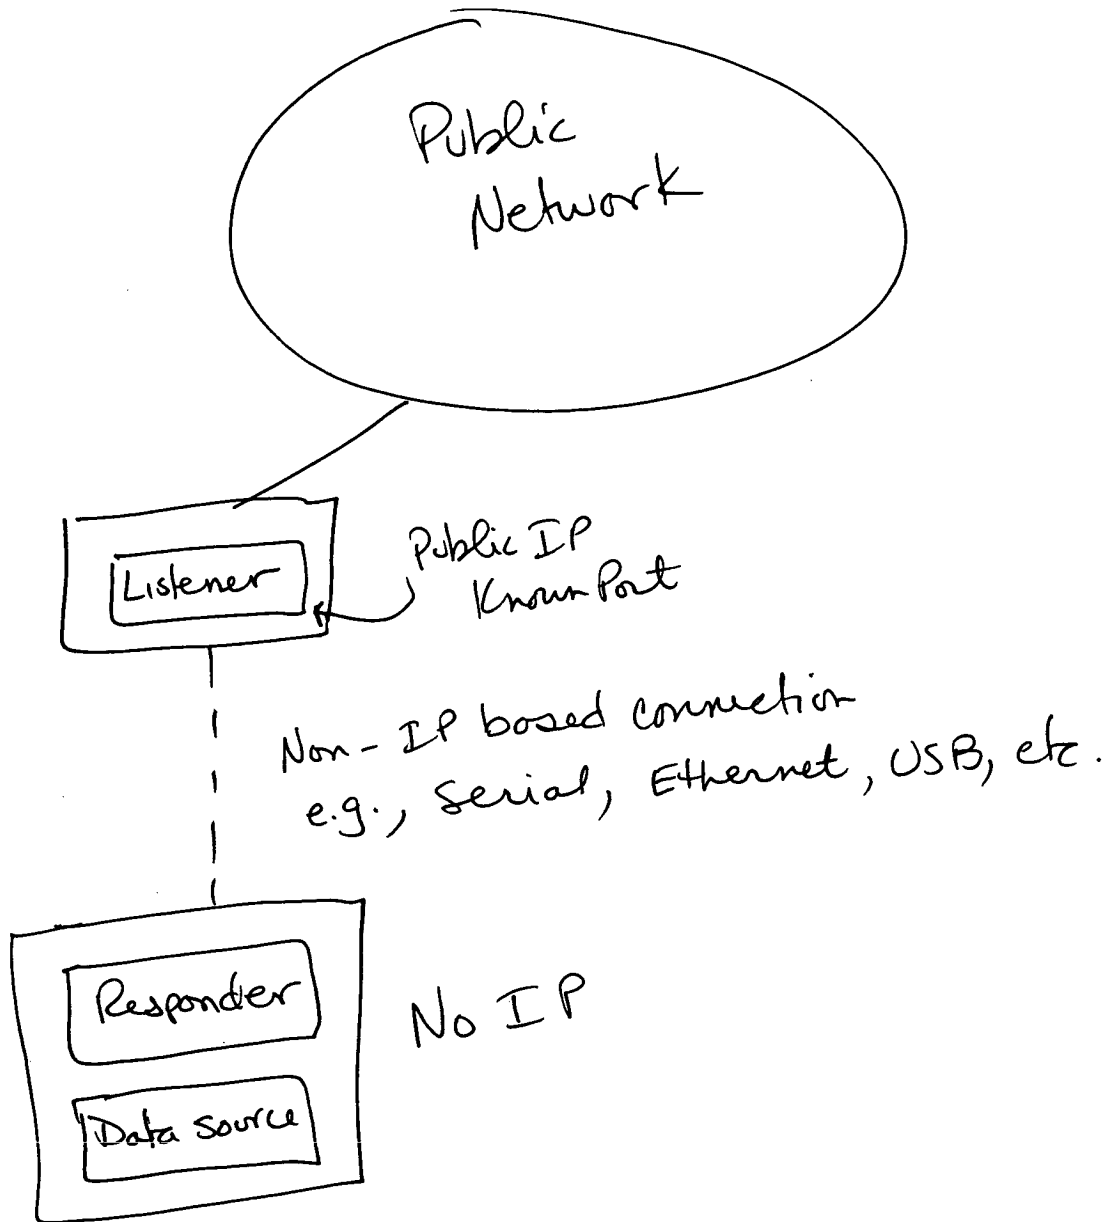 Public
Network
Listener
Public IP
Known Port
Non-IP based connection
e.g., Serial, Ethernet, USB, etc.
Responder
No IP
Data source